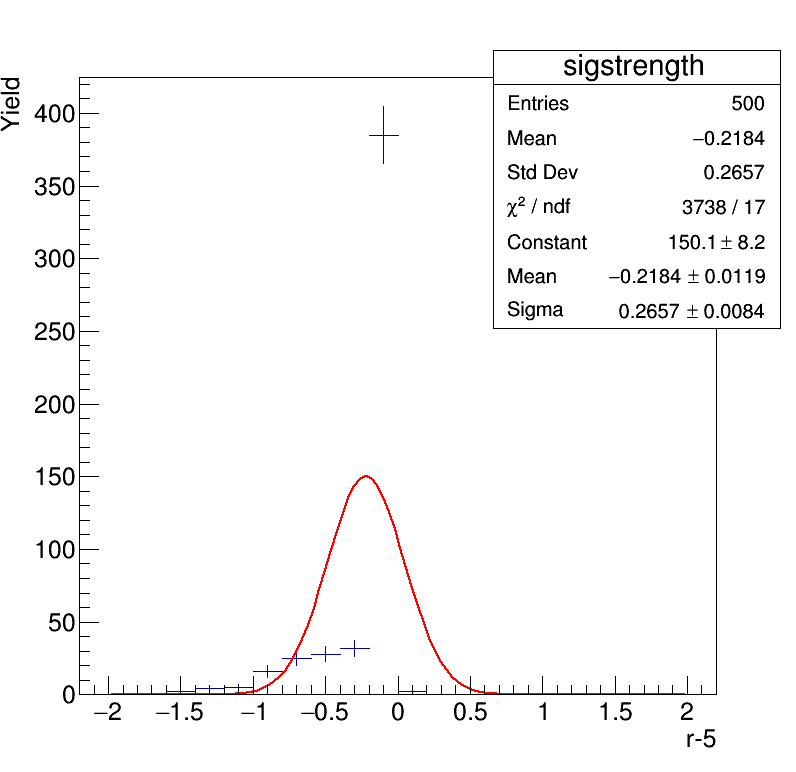 sigstrength
Entries 500
Mean −0.2184
Std Dev 0.2657
χ² / ndf 3738 / 17
Constant 150.1 ± 8.2
Mean −0.2184 ± 0.0119
Sigma 0.2657 ± 0.0084
Yield
400
350
300
250
200
150
100
50
0
−2 −1.5 −1 −0.5 0 0.5 1 1.5 2
r-5